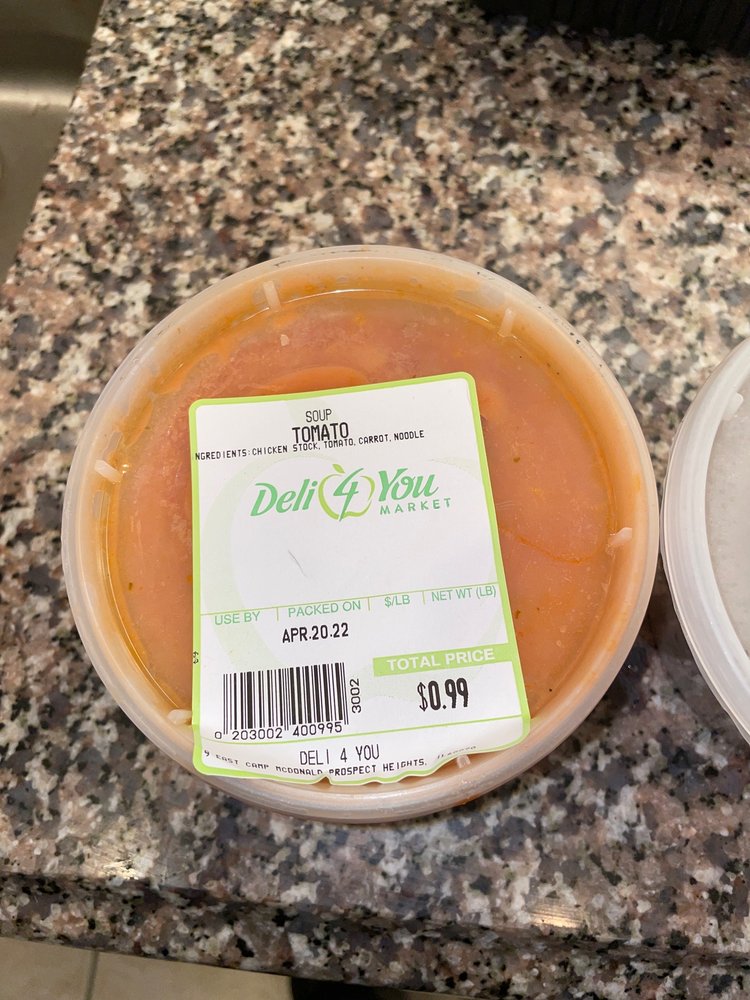 SOUP
TOMATO
NGREDIENTS: CHICKEN STOCK, TOMATO, CARROT, NOODLE
Deli 4 You
MARKET
USE BY PACKED ON $/LB NET WT (LB)
APR.20.22
TOTAL PRICE
$0.99
3002
0 203002 400995
DELI 4 YOU
9 EAST CAMP MCDONALD PROSPECT HEIGHTS,